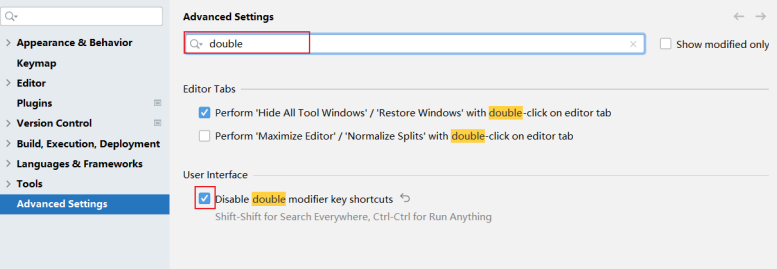 Advanced Settings
double
Show modified only
Appearance & Behavior
Keymap
Editor
Plugins
Version Control
Build, Execution, Deployment
Languages & Frameworks
Tools
Advanced Settings
Editor Tabs
Perform 'Hide All Tool Windows' / 'Restore Windows' with double-click on editor tab
Perform 'Maximize Editor' / 'Normalize Splits' with double-click on editor tab
User Interface
Disable double modifier key shortcuts
Shift-Shift for Search Everywhere, Ctrl-Ctrl for Run Anything